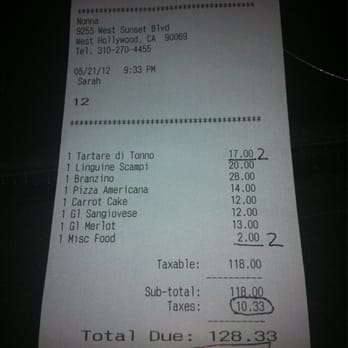 Nonna
9255 West Sunset Blvd
West Hollywood, CA 90069
Tel. 310-270-4455
05/21/12 9:33 PM
Sarah
12
1 Tartare di Tonno 17.00 2
1 Linguine Scampi 20.00
1 Branzino 28.00
1 Pizza Americana 14.00
1 Carrot Cake 12.00
1 Gl Sangiovese 12.00
1 Gl Merlot 13.00
1 Misc Food 2.00 2
Taxable: 118.00
Sub-total: 118.00
Taxes: 10.33
Total Due: 128.33